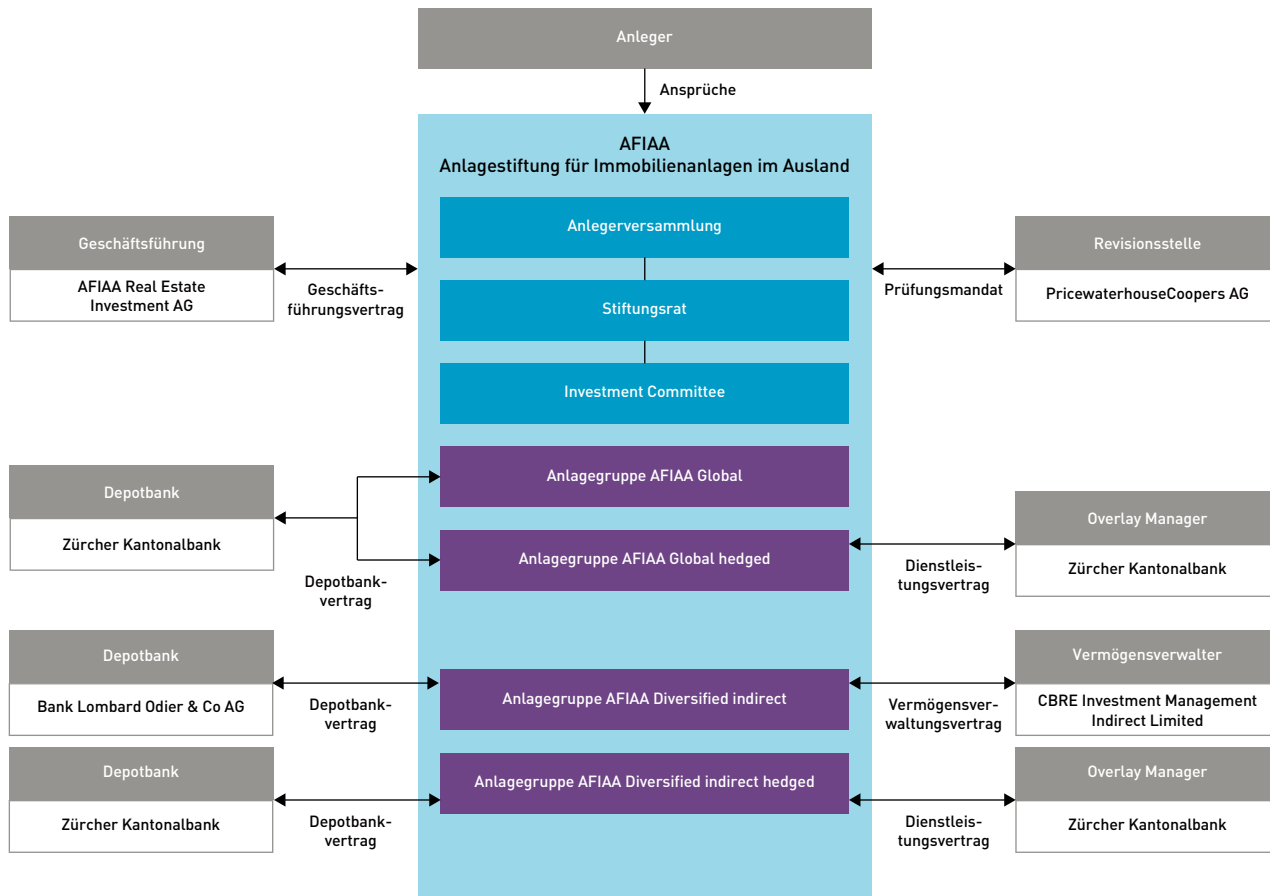 Anleger
Ansprüche
AFIAA
Anlagestiftung für Immobilienanlagen im Ausland
Anlegerversammlung
Geschäftsführung
AFIAA Real Estate
Investment AG
Geschäfts-
führungsvertrag
Revisionsstelle
PricewaterhouseCoopers AG
Prüfungsmandat
Stiftungsrat
Investment Committee
Anlagegruppe AFIAA Global
Depotbank
Zürcher Kantonalbank
Depotbank-
vertrag
Anlagegruppe AFIAA Global hedged
Dienstleis-
tungsvertrag
Overlay Manager
Zürcher Kantonalbank
Depotbank
Bank Lombard Odier & Co AG
Depotbank-
vertrag
Anlagegruppe AFIAA Diversified indirect
Vermögensver-
waltungsvertrag
Vermögensverwalter
CBRE Investment Management
Indirect Limited
Depotbank
Zürcher Kantonalbank
Depotbank-
vertrag
Anlagegruppe AFIAA Diversified indirect hedged
Dienstleis-
tungsvertrag
Overlay Manager
Zürcher Kantonalbank